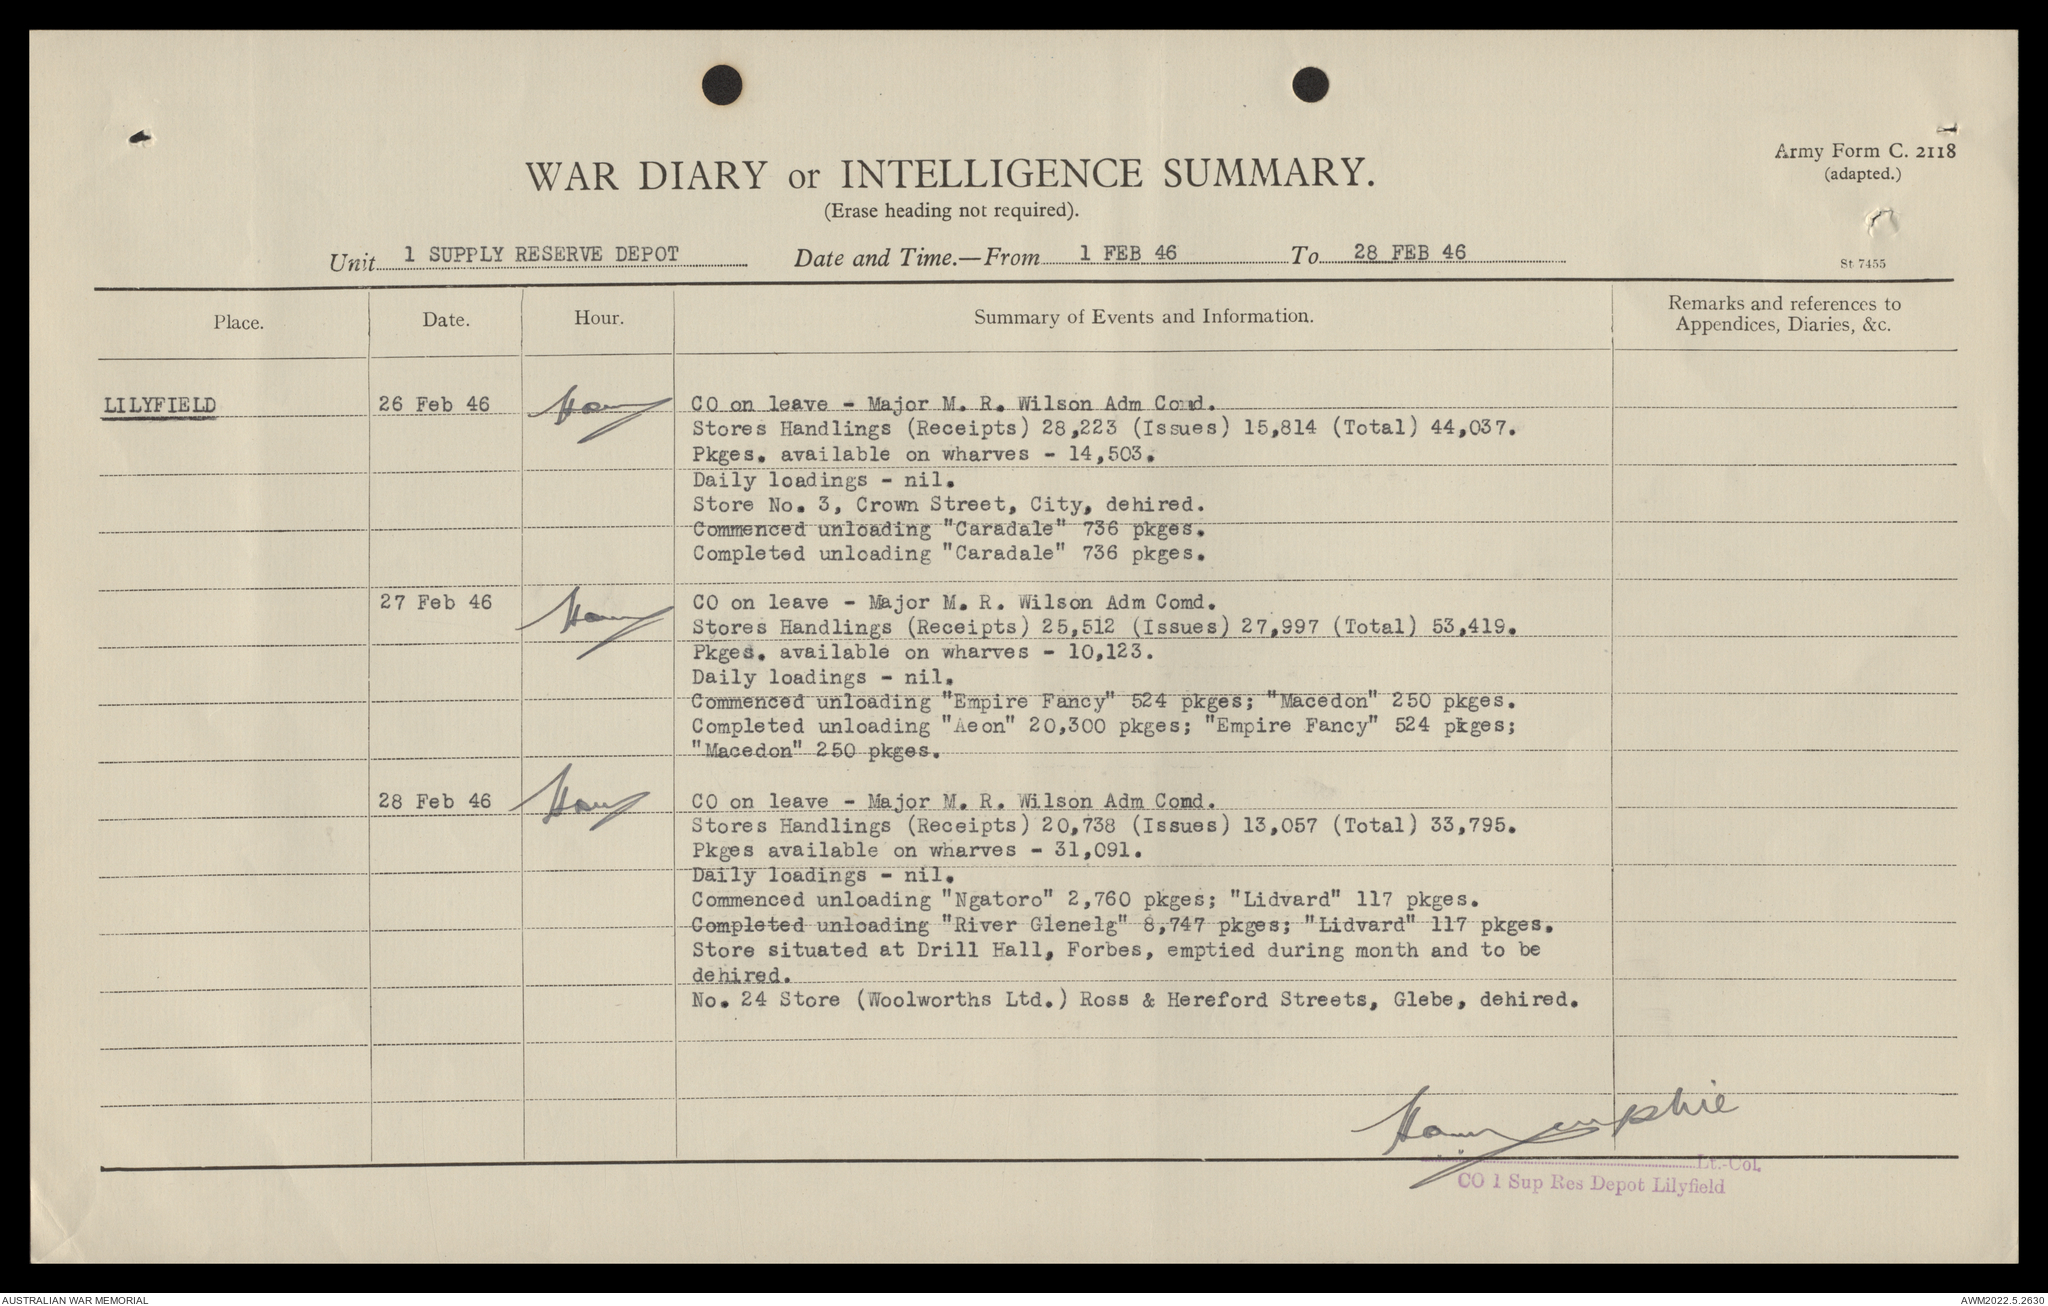 Army Form C. 2118
(adapted.)
WAR DIARY or INTELLIGENCE SUMMARY.
(Erase heading not required).
Unit 1 SUPPLY RESERVE DEPOT Date and Time.—From 1 FEB 46 To 28 FEB 46
St 7455
Place. Date. Hour. Summary of Events and Information. Remarks and references to
Appendices, Diaries, &c.
LILYFIELD 26 Feb 46 CO on leave - Major M. R. Wilson Adm Comd.
Stores Handlings (Receipts) 28,223 (Issues) 15,814 (Total) 44,037.
Pkges. available on wharves - 14,503.
Daily loadings - nil.
Store No. 3, Crown Street, City, dehired.
Commenced unloading "Caradale" 736 pkges.
Completed unloading "Caradale" 736 pkges.
27 Feb 46 CO on leave - Major M. R. Wilson Adm Comd.
Stores Handlings (Receipts) 25,512 (Issues) 27,997 (Total) 53,419.
Pkges. available on wharves - 10,123.
Daily loadings - nil.
Commenced unloading "Empire Fancy" 524 pkges; "Macedon" 250 pkges.
Completed unloading "Aeon" 20,300 pkges; "Empire Fancy" 524 pkges;
"Macedon" 250 pkges.
28 Feb 46 CO on leave - Major M. R. Wilson Adm Comd.
Stores Handlings (Receipts) 20,738 (Issues) 13,057 (Total) 33,795.
Pkges available on wharves - 31,091.
Daily loadings - nil.
Commenced unloading "Ngatoro" 2,760 pkges; "Lidvard" 117 pkges.
Completed unloading "River Glenelg" 8,747 pkges; "Lidvard" 117 pkges.
Store situated at Drill Hall, Forbes, emptied during month and to be
dehired.
No. 24 Store (Woolworths Ltd.) Ross & Hereford Streets, Glebe, dehired.
Lt.-Col.
CO 1 Sup Res Depot Lilyfield
AUSTRALIAN WAR MEMORIAL
AWM2022.5.2630